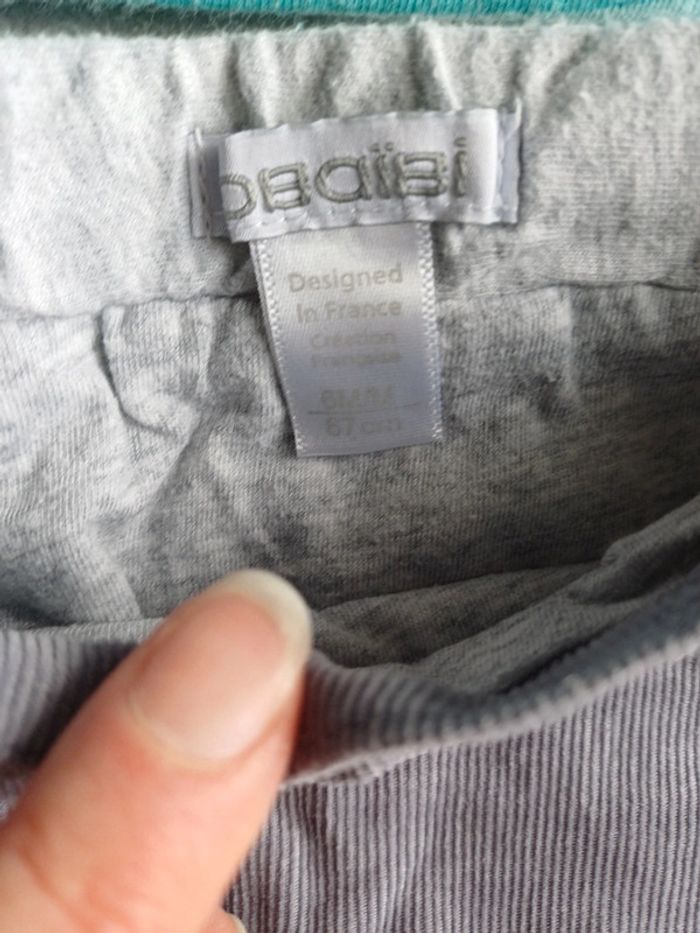 obaïbi
Designed
In France
Création
Française
6M/M
67 cm